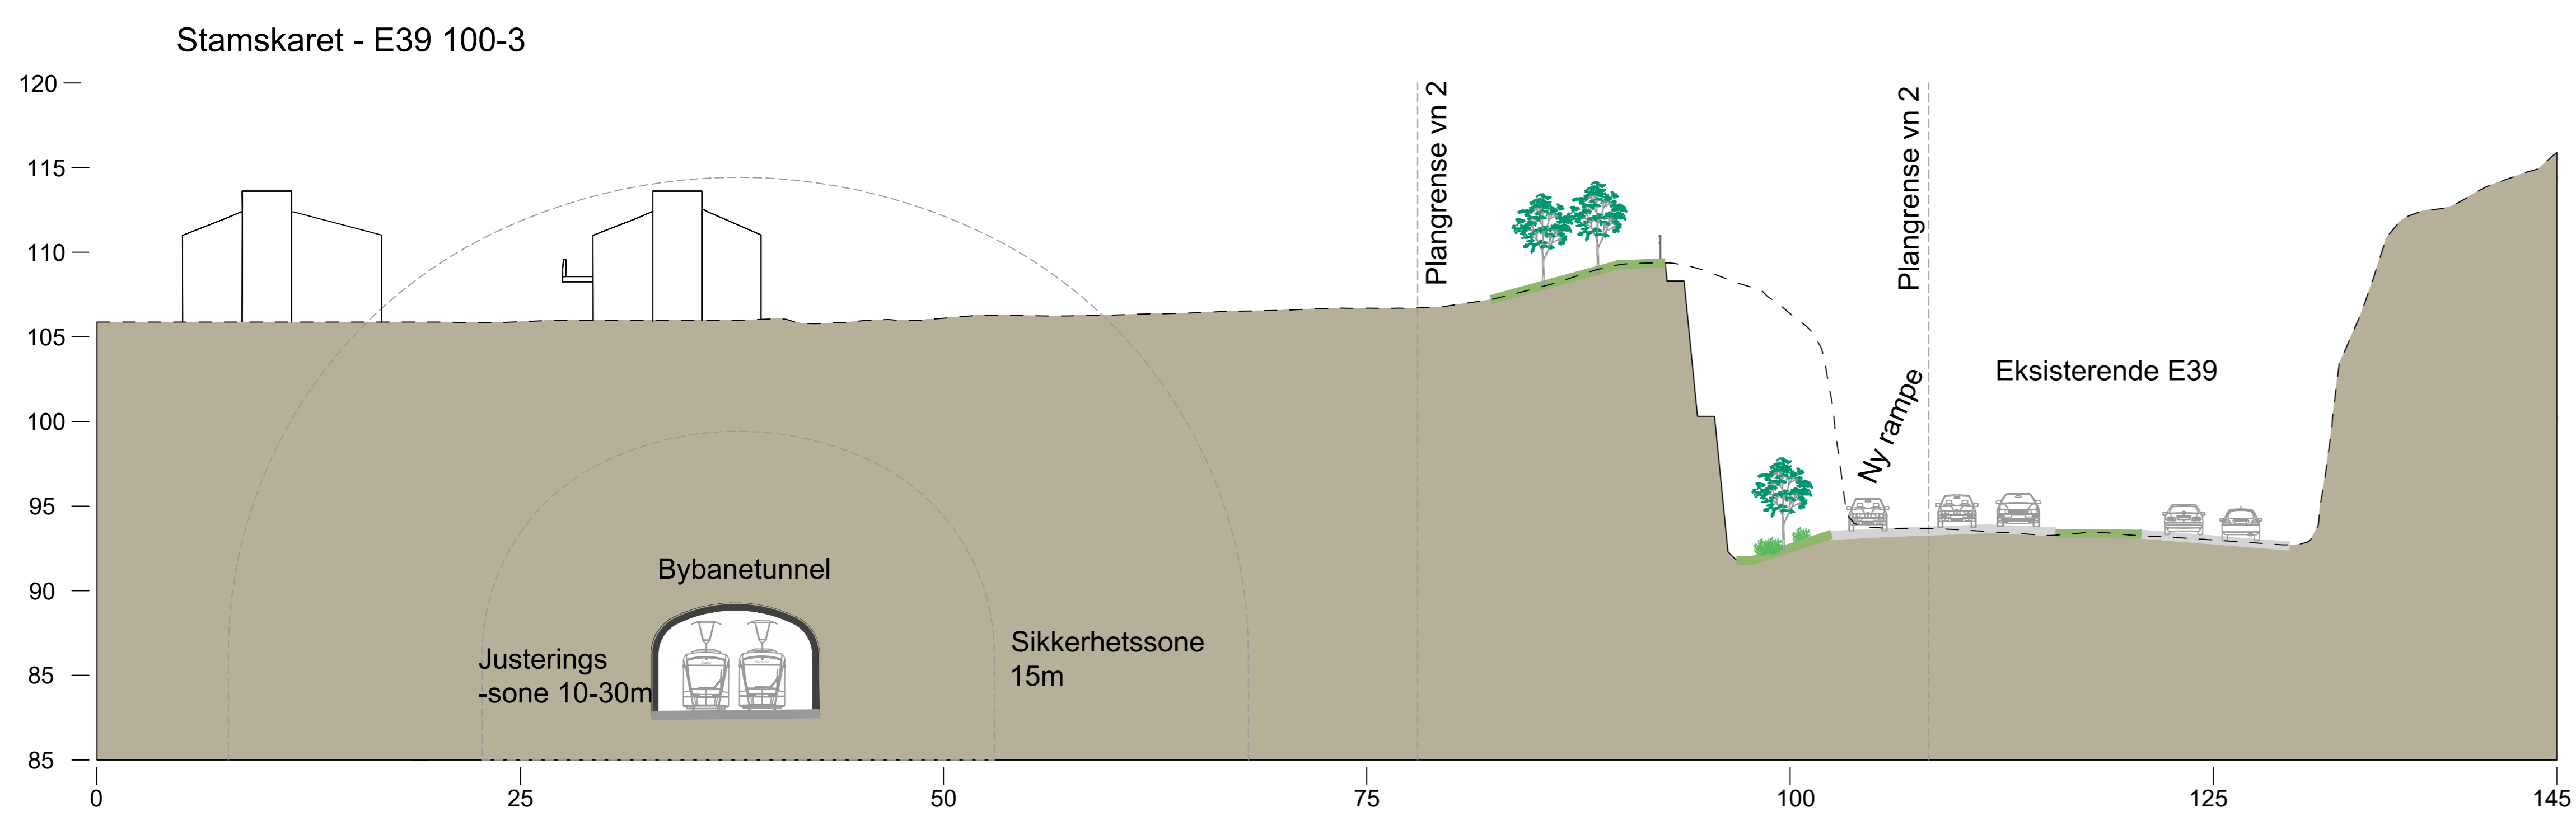 Stamskaret - E39 100-3
120
115
110
105
100
95
90
85
85
Plangrense vn 2
Plangrense vn 2
Eksisterende E39
Ny rampe
Bybanetunnel
Justerings
-sone 10-30m
Sikkerhetssone
15m
0
25
50
75
100
125
145